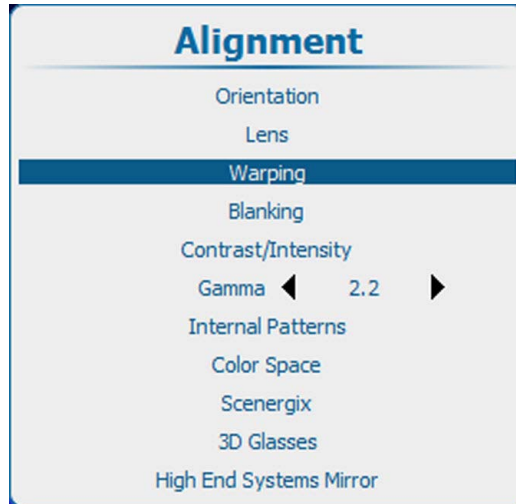 Alignment
Orientation
Lens
Warping
Blanking
Contrast/Intensity
Gamma 2.2
Internal Patterns
Color Space
Scenergix
3D Glasses
High End Systems Mirror